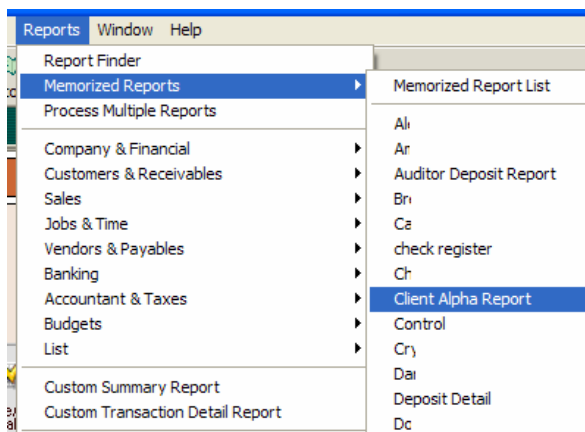 Reports Window Help
Report Finder
Memorized Reports
Process Multiple Reports
Company & Financial
Customers & Receivables
Sales
Jobs & Time
Vendors & Payables
Banking
Accountant & Taxes
Budgets
List
Custom Summary Report
Custom Transaction Detail Report
Memorized Report List
Auditor Deposit Report
check register
Client Alpha Report
Control
Deposit Detail